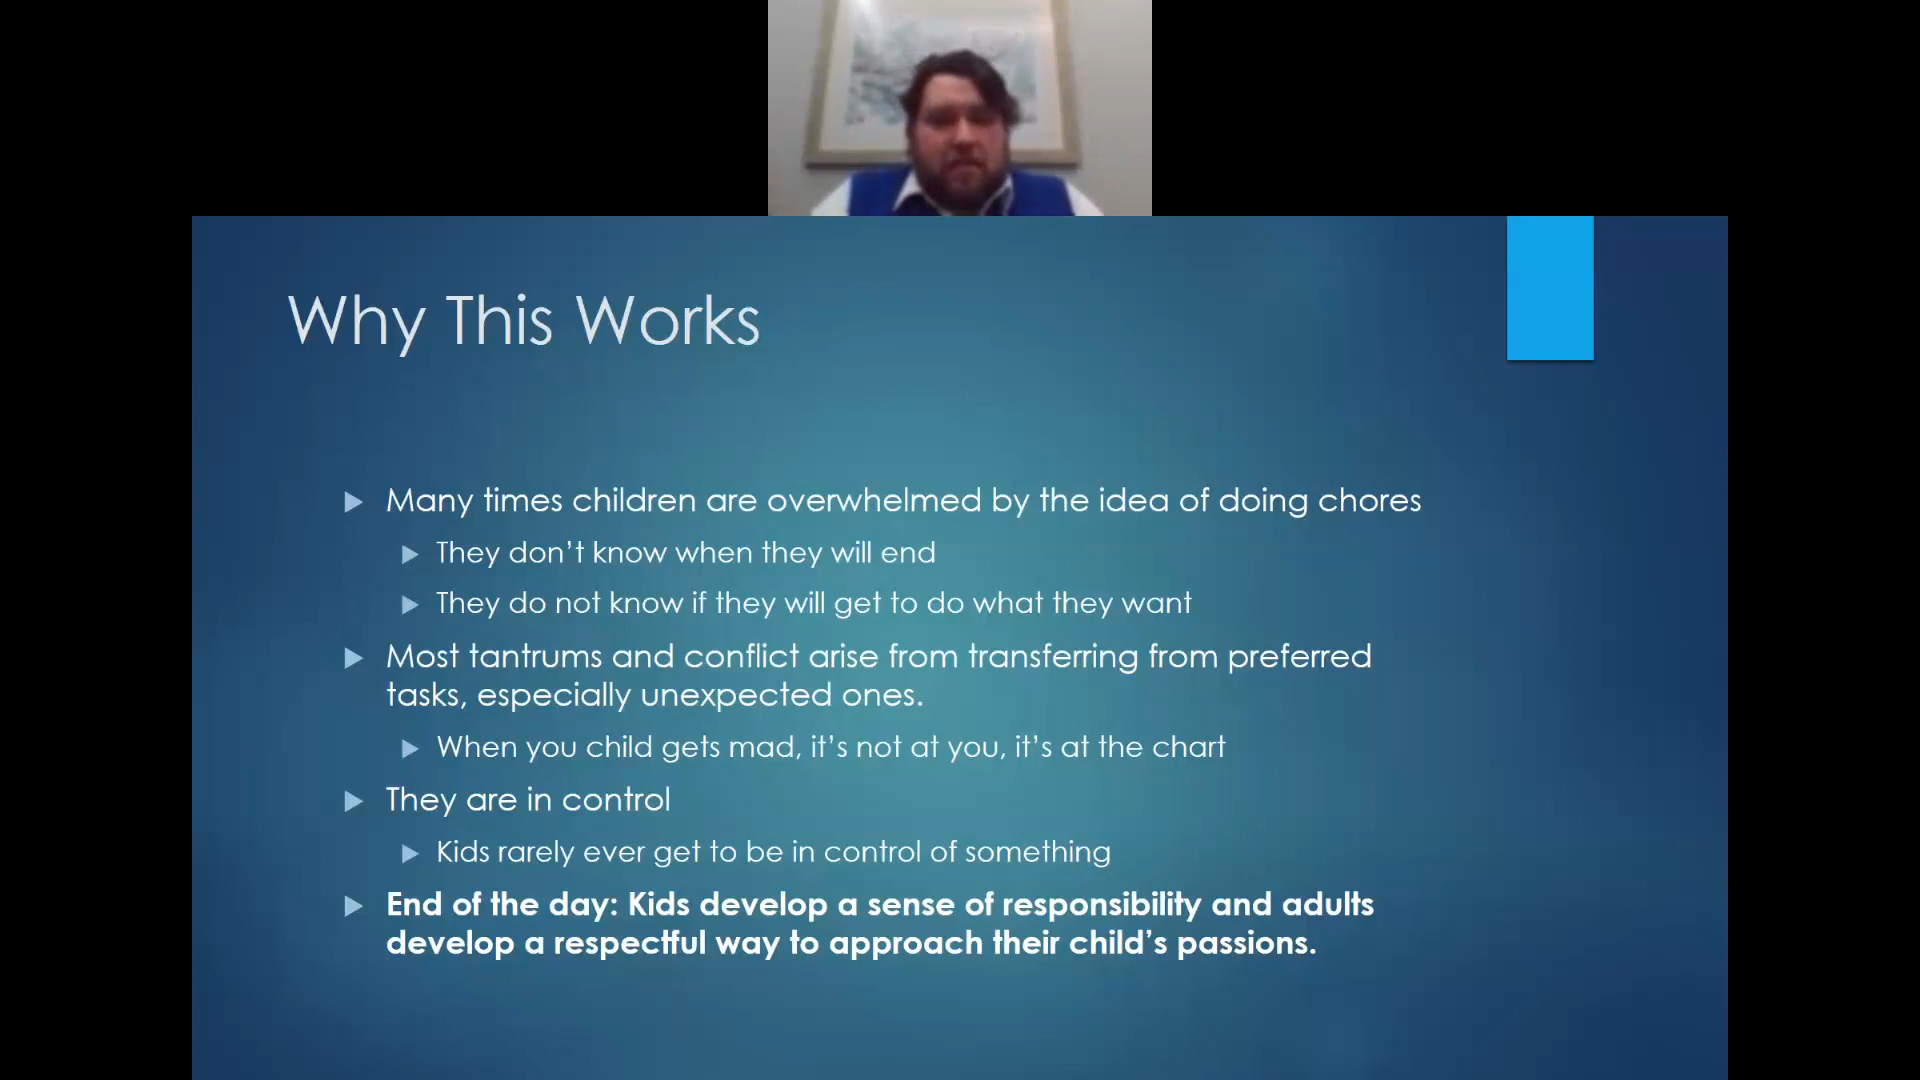 Why This Works
Many times children are overwhelmed by the idea of doing chores
They don’t know when they will end
They do not know if they will get to do what they want
Most tantrums and conflict arise from transferring from preferred
tasks, especially unexpected ones.
When you child gets mad, it’s not at you, it’s at the chart
They are in control
Kids rarely ever get to be in control of something
End of the day: Kids develop a sense of responsibility and adults
develop a respectful way to approach their child’s passions.